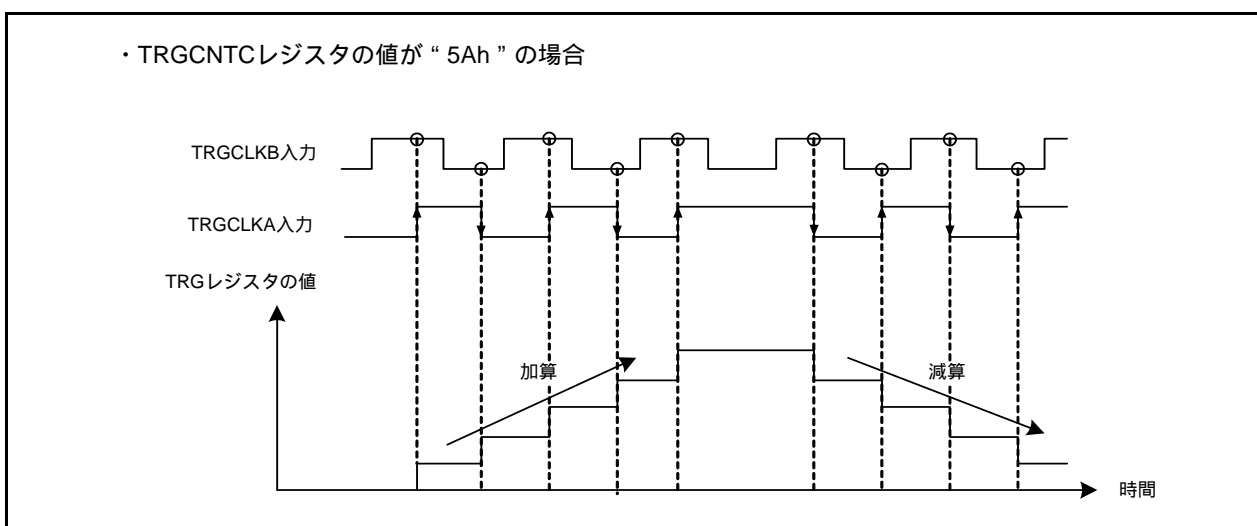 ・TRGCNTCレジスタの値が “ 5Ah ” の場合
TRGCLKB入力
TRGCLKA入力
TRGレジスタの値
加算
減算
時間